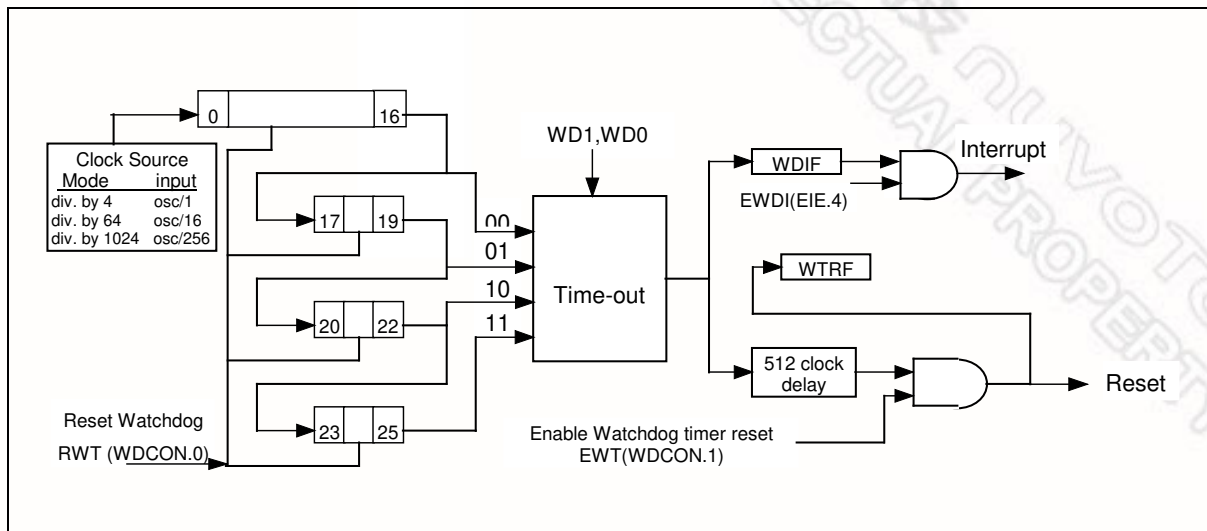 0
16
Clock Source
Mode input
div. by 4 osc/1
div. by 64 osc/16
div. by 1024 osc/256
17 19
20 22
23 25
Reset Watchdog
RWT (WDCON.0)
WD1,WD0
00
01
10
11
Time-out
WDIF
EWDI(EIE.4)
Interrupt
WTRF
512 clock
delay
Reset
Enable Watchdog timer reset
EWT(WDCON.1)
NUVOTO
ECTUAL PROPERTY